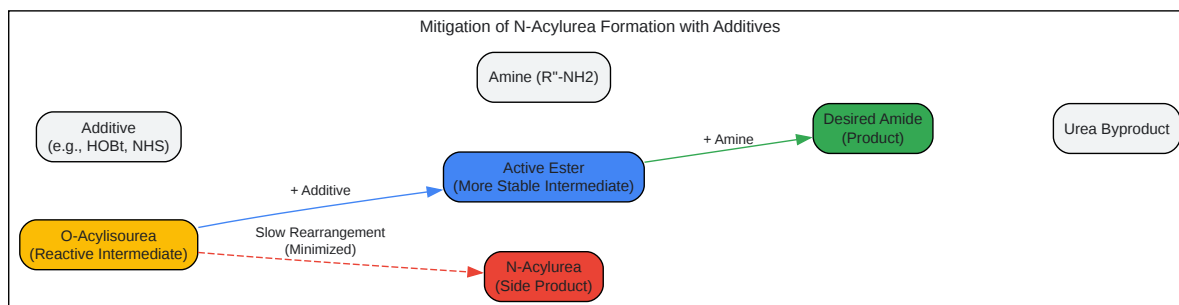 Mitigation of N-Acylurea Formation with Additives
Amine (R"-NH2)
Additive
(e.g., HOBt, NHS)
Desired Amide
(Product)
Urea Byproduct
+ Amine
Active Ester
(More Stable Intermediate)
+ Additive
O-Acylisourea
(Reactive Intermediate)
Slow Rearrangement
(Minimized)
N-Acylurea
(Side Product)